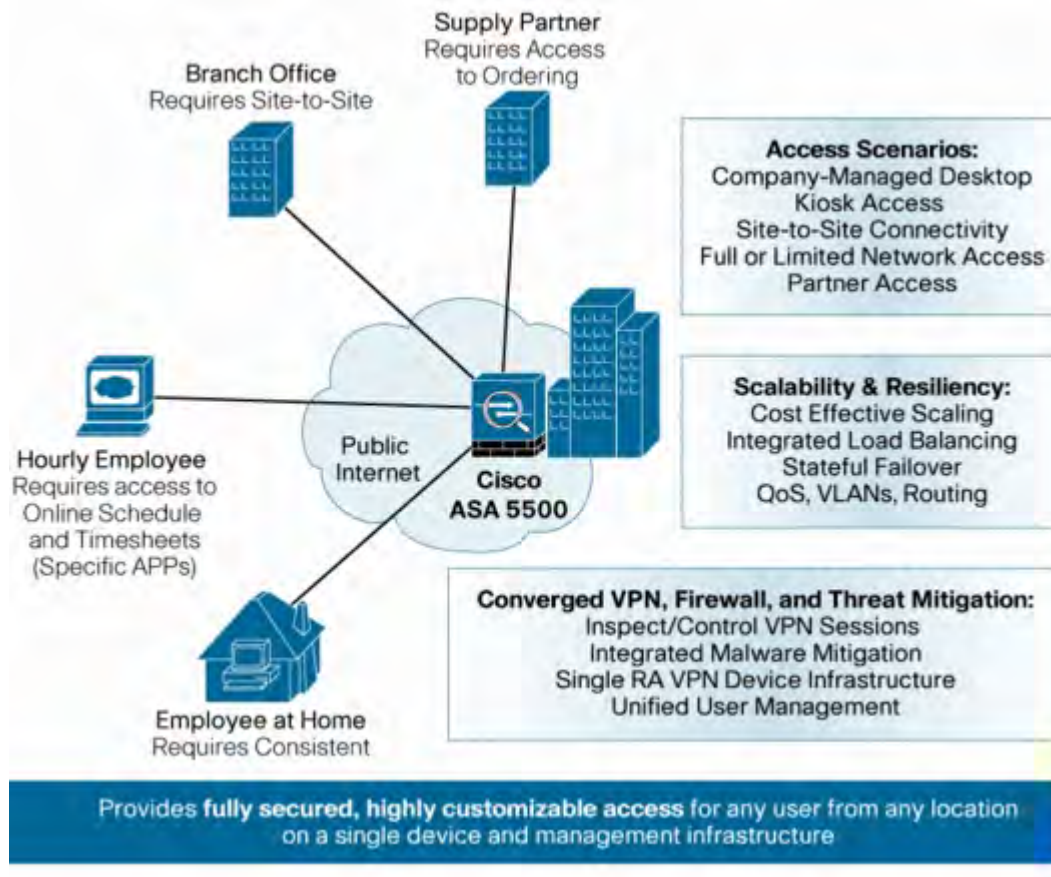 Supply Partner
Requires Access
to Ordering
Branch Office
Requires Site-to-Site
Access Scenarios:
Company-Managed Desktop
Kiosk Access
Site-to-Site Connectivity
Full or Limited Network Access
Partner Access
Scalability & Resiliency:
Cost Effective Scaling
Integrated Load Balancing
Stateful Failover
QoS, VLANs, Routing
Public
Internet
Cisco
ASA 5500
Hourly Employee
Requires access to
Online Schedule
and Timesheets
(Specific APPs)
Converged VPN, Firewall, and Threat Mitigation:
Inspect/Control VPN Sessions
Integrated Malware Mitigation
Single RA VPN Device Infrastructure
Unified User Management
Employee at Home
Requires Consistent
Provides fully secured, highly customizable access for any user from any location
on a single device and management infrastructure